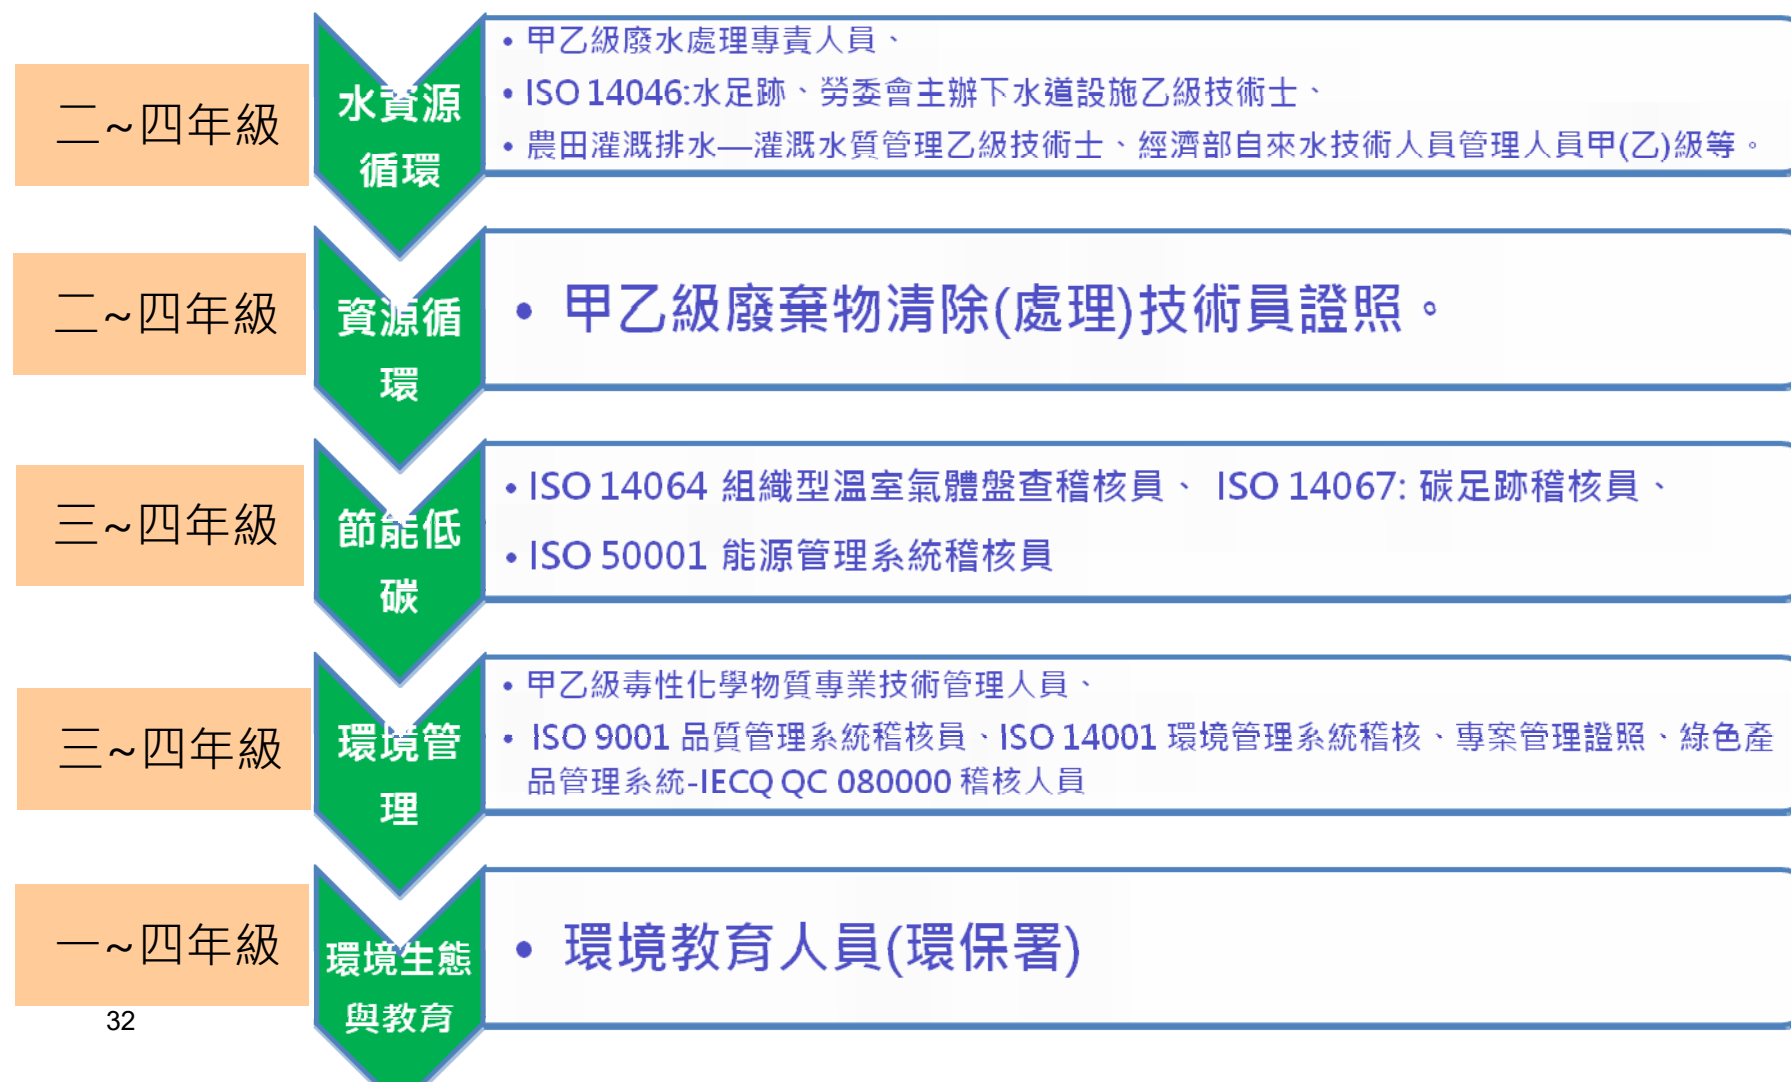 二~四年級
水資源
循環
• 甲乙級廢水處理專責人員、
• ISO 14046:水足跡、勞委會主辦下水道設施乙級技術士、
• 農田灌溉排水—灌溉水質管理乙級技術士、經濟部自來水技術人員管理人員甲(乙)級等。
二~四年級
資源循
環
• 甲乙級廢棄物清除(處理)技術員證照。
三~四年級
節能低
碳
• ISO 14064 組織型溫室氣體盤查稽核員、 ISO 14067: 碳足跡稽核員、
• ISO 50001 能源管理系統稽核員
三~四年級
環境管
理
• 甲乙級毒性化學物質專業技術管理人員、
• ISO 9001 品質管理系統稽核員、ISO 14001 環境管理系統稽核、專案管理證照、綠色產
品管理系統-IECQ QC 080000 稽核人員
一~四年級
環境生態
與教育
• 環境教育人員(環保署)
32